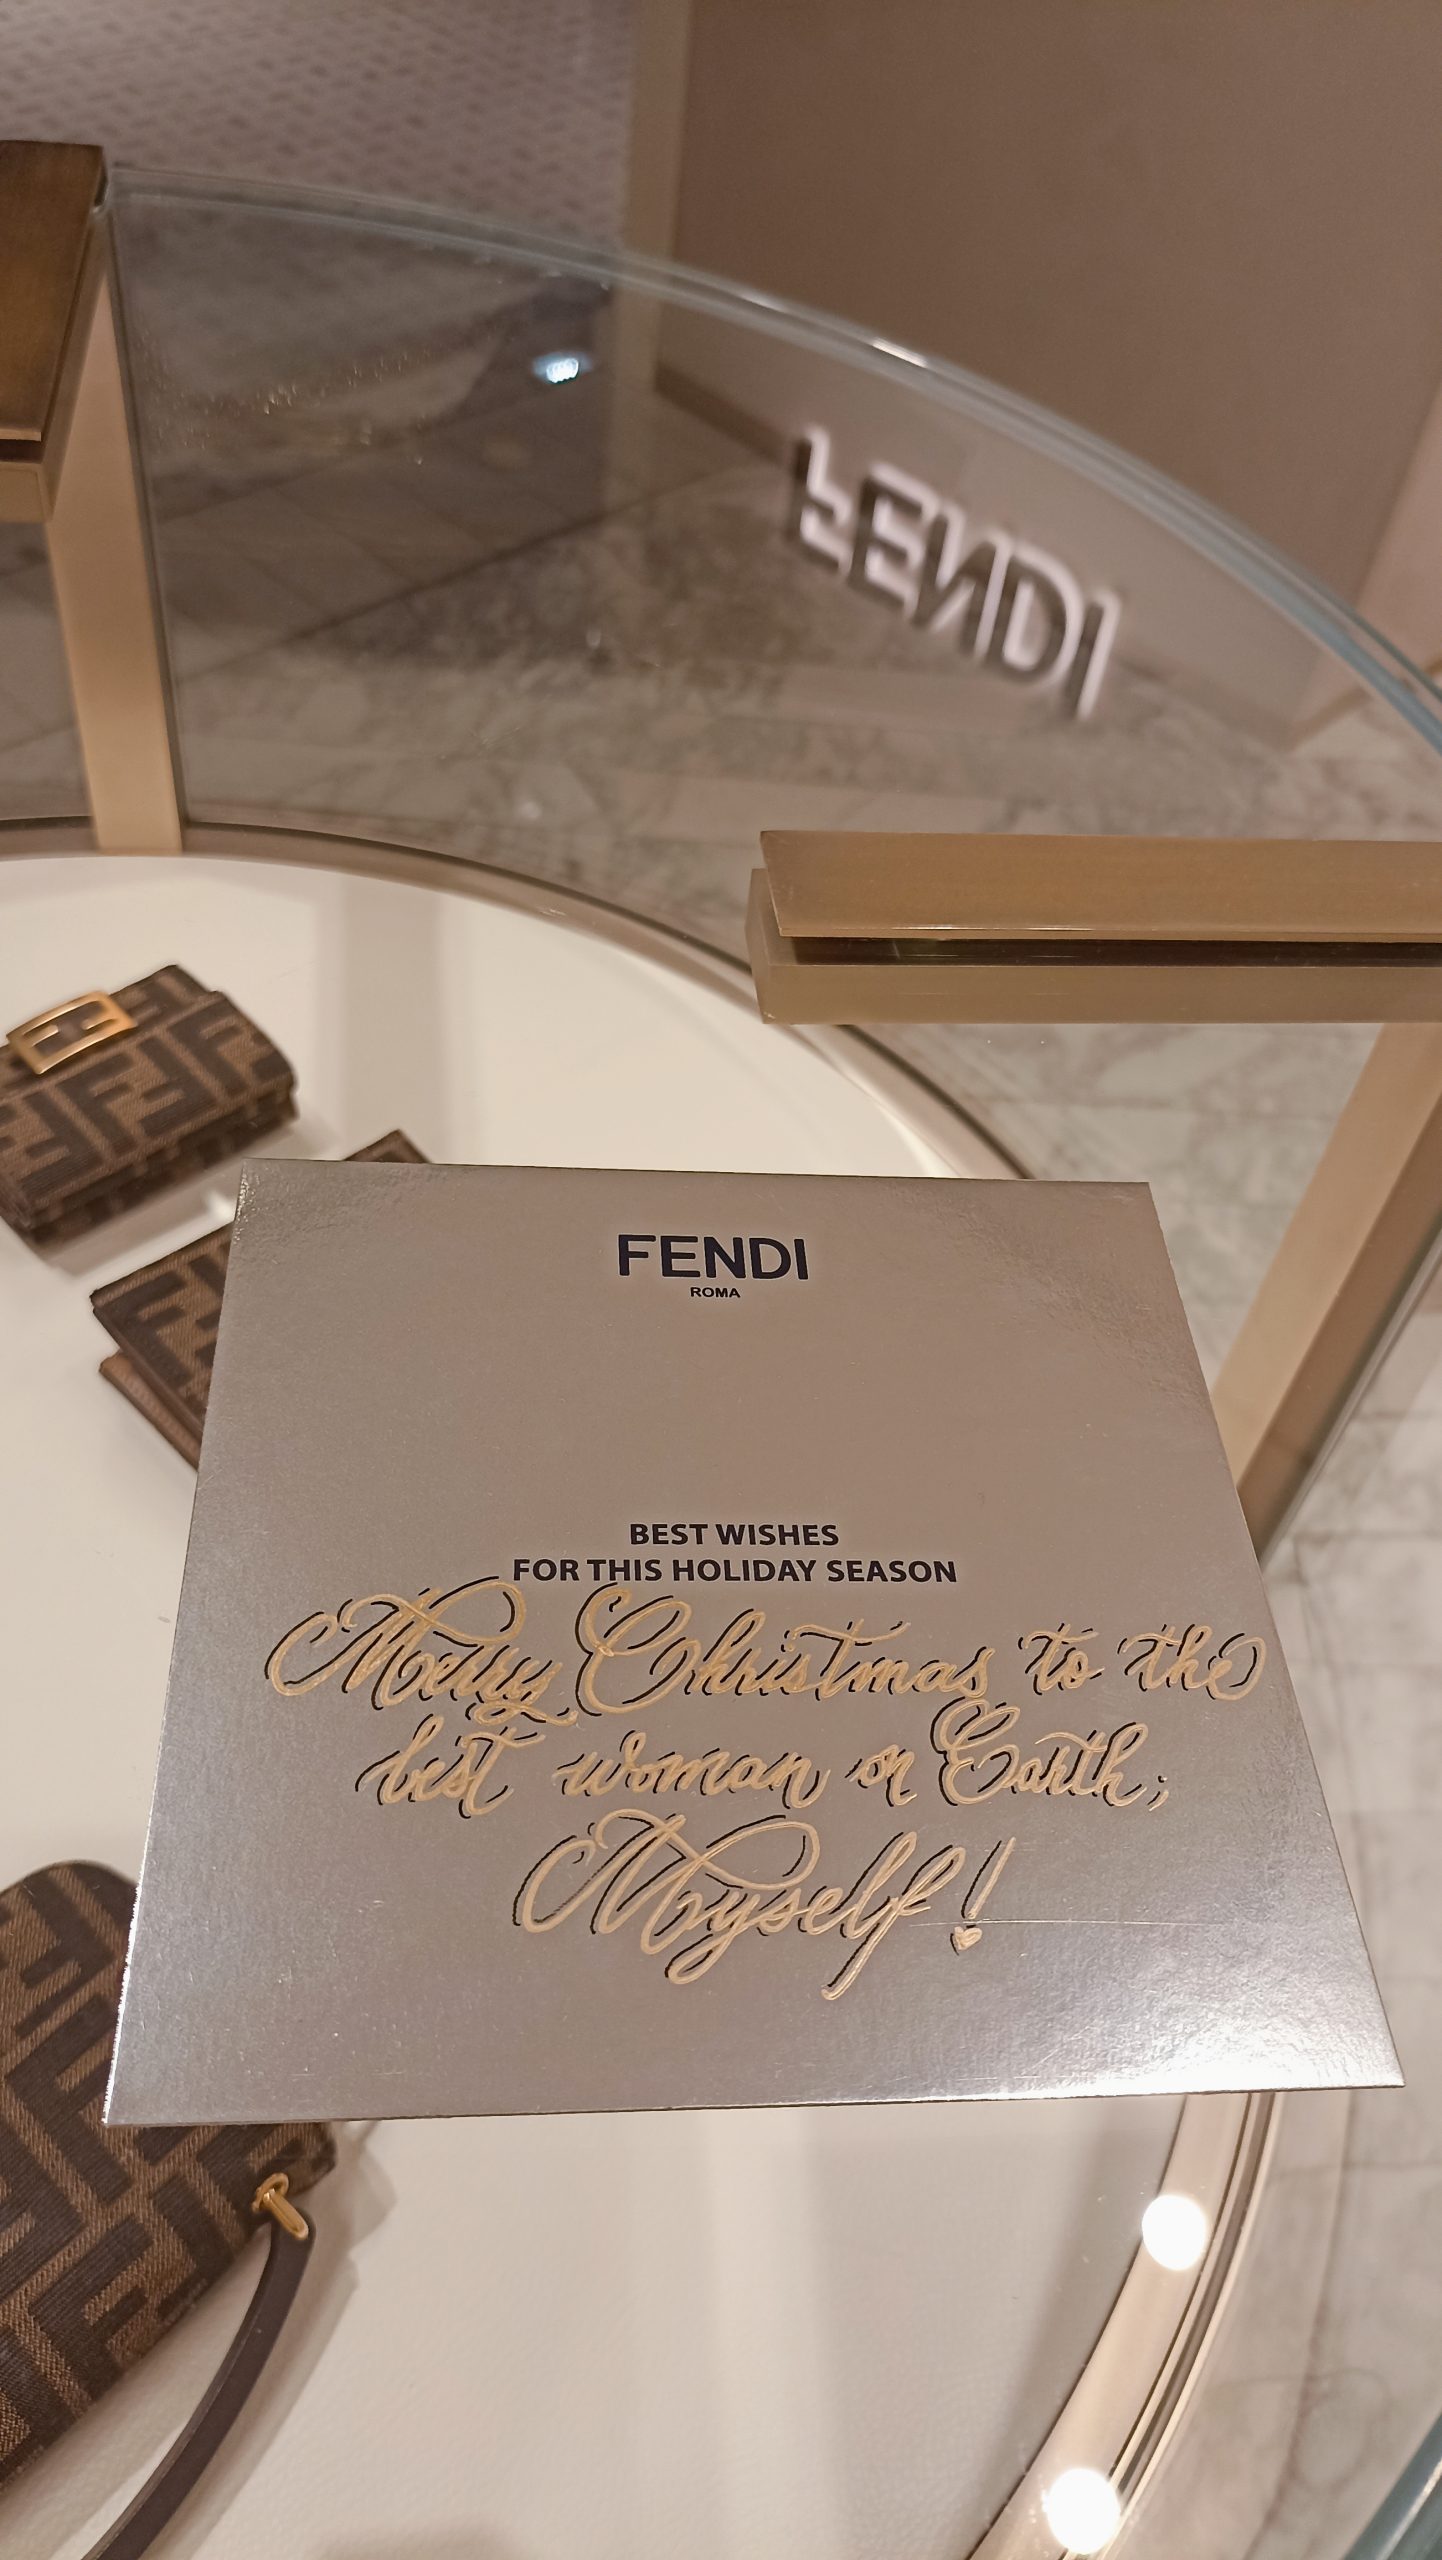 FENDI
FENDI
ROMA
BEST WISHES
FOR THIS HOLIDAY SEASON
Merry Christmas to the
best woman on Earth;
Myself!